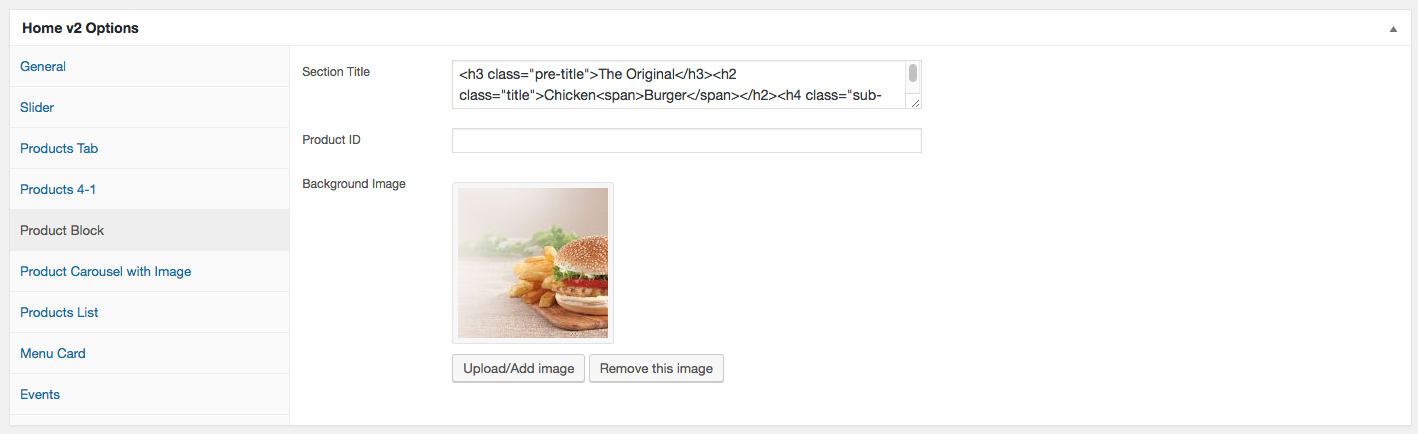 Home v2 Options
General
Slider
Products Tab
Products 4-1
Product Block
Product Carousel with Image
Products List
Menu Card
Events
Section Title
<h3 class="pre-title">The Original</h3><h2
class="title">Chicken<span>Burger</span></h2><h4 class="sub-
Product ID
Background Image
Upload/Add image
Remove this image